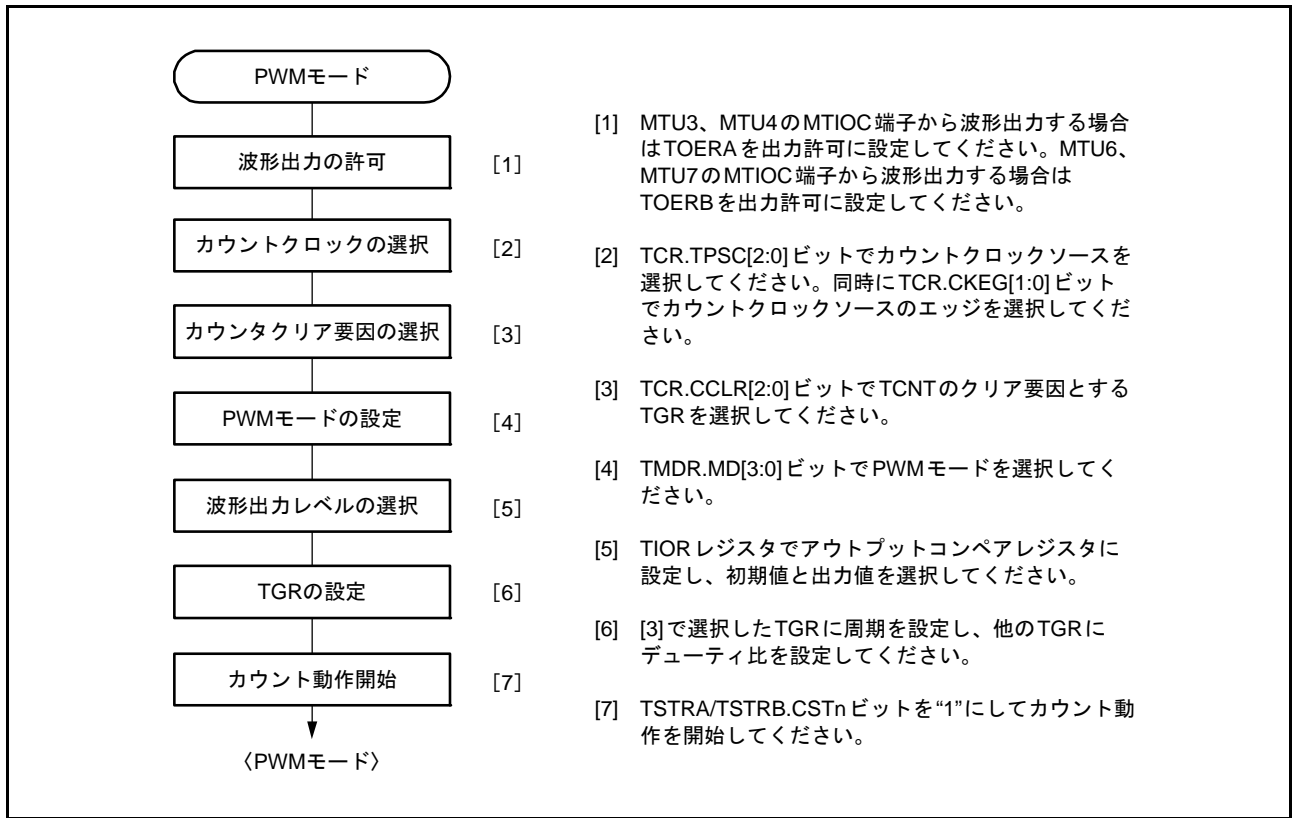 PWMモード
波形出力の許可 [1]
カウントクロックの選択 [2]
カウンタクリア要因の選択 [3]
PWMモードの設定 [4]
波形出力レベルの選択 [5]
TGRの設定 [6]
カウント動作開始 [7]
〈PWMモード〉
[1] MTU3、MTU4のMTIOC端子から波形出力する場合
はTOERAを出力許可に設定してください。MTU6、
MTU7のMTIOC端子から波形出力する場合は
TOERBを出力許可に設定してください。
[2] TCR.TPSC[2:0]ビットでカウントクロックソースを
選択してください。同時にTCR.CKEG[1:0]ビット
でカウントクロックソースのエッジを選択してくだ
さい。
[3] TCR.CCLR[2:0]ビットでTCNTのクリア要因とする
TGRを選択してください。
[4] TMDR.MD[3:0]ビットでPWMモードを選択してく
ださい。
[5] TIORレジスタでアウトプットコンペアレジスタに
設定し、初期値と出力値を選択してください。
[6] [3]で選択したTGRに周期を設定し、他のTGRに
デューティ比を設定してください。
[7] TSTRA/TSTRB.CSTnビットを“1”にしてカウント動
作を開始してください。